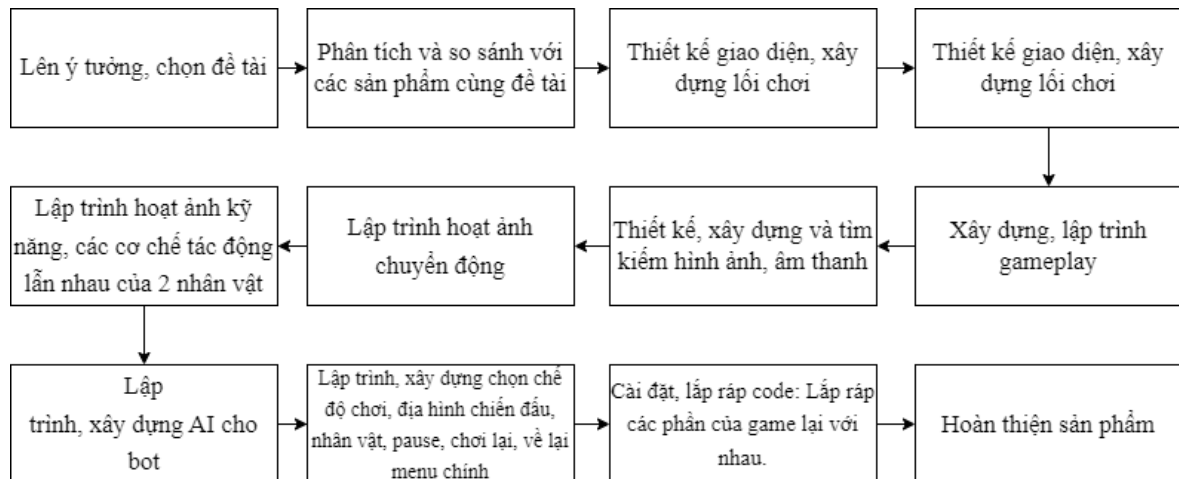 Lên ý tưởng, chọn đề tài
Phân tích và so sánh với
các sản phẩm cùng đề tài
Thiết kế giao diện, xây
dựng lối chơi
Thiết kế giao diện, xây
dựng lối chơi
Xây dựng, lập trình
gameplay
Thiết kế, xây dựng và tìm
kiếm hình ảnh, âm thanh
Lập trình hoạt ảnh
chuyển động
Lập trình hoạt ảnh kỹ
năng, các cơ chế tác động
lẫn nhau của 2 nhân vật
Lập
trình, xây dựng AI cho
bot
Lập trình, xây dựng chọn chế
độ chơi, địa hình chiến đấu,
nhân vật, pause, chơi lại, về lại
menu chính
Cài đặt, lắp ráp code: Lắp ráp
các phần của game lại với
nhau.
Hoàn thiện sản phẩm